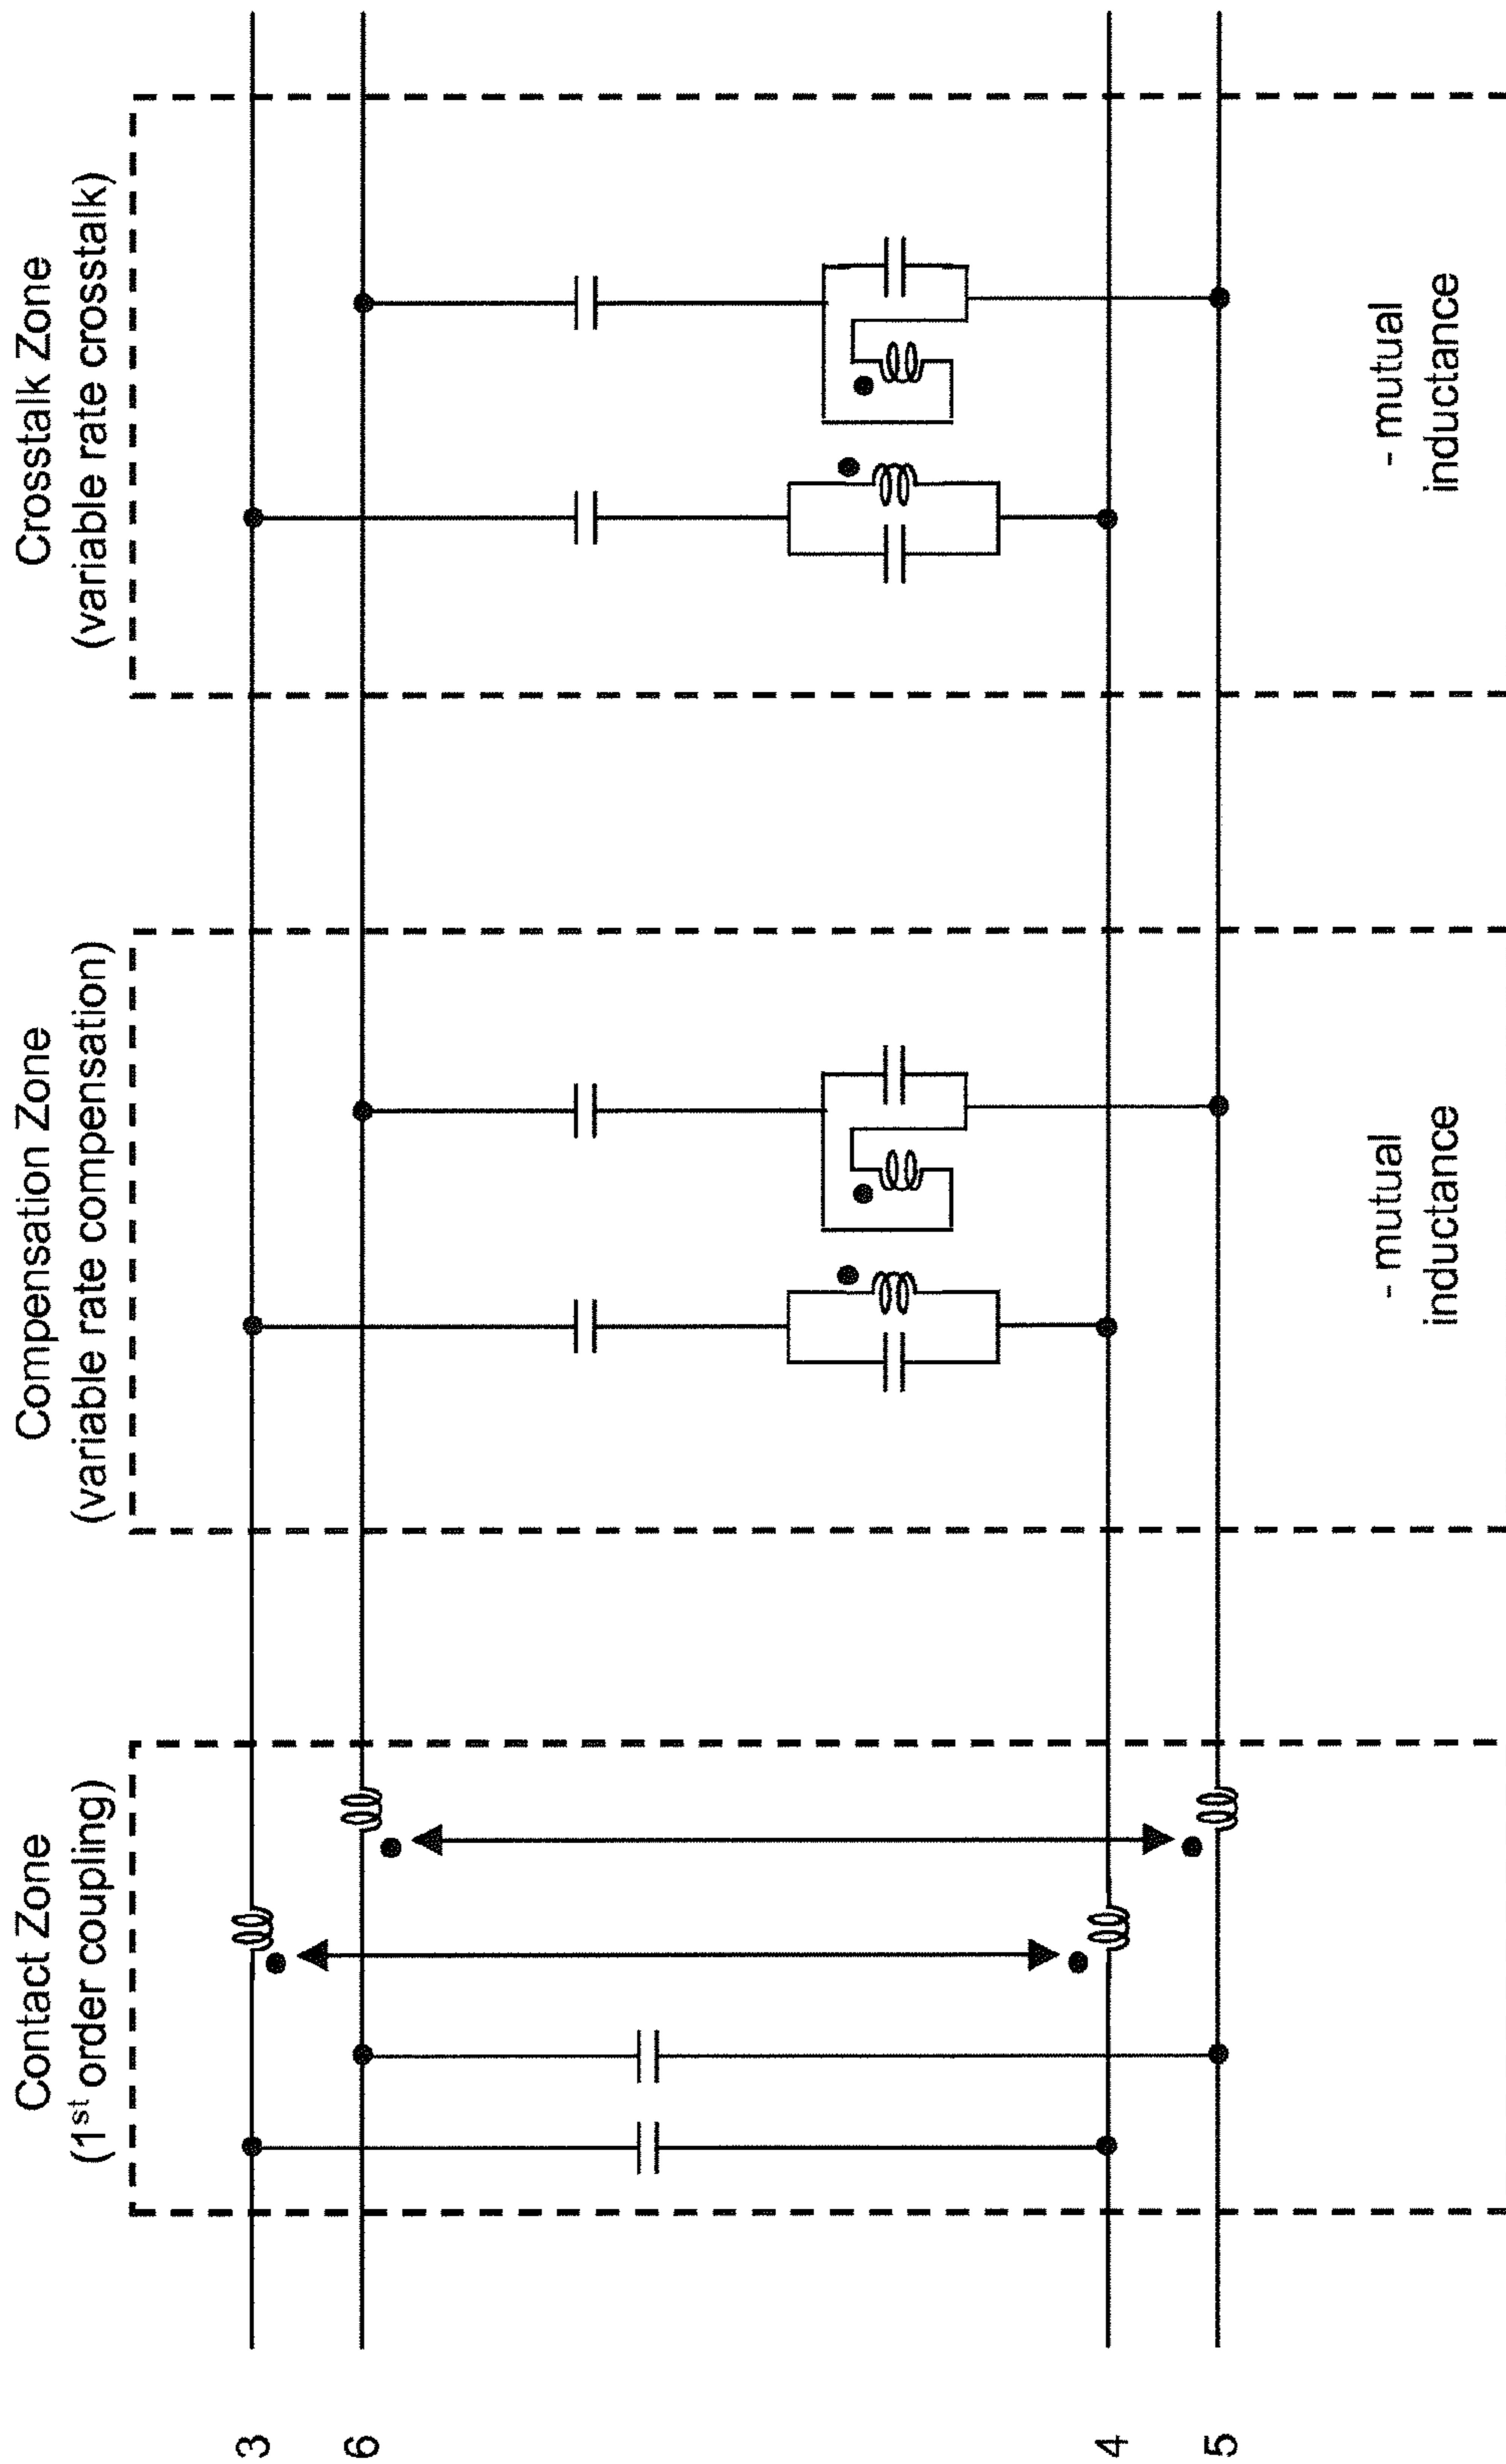 Contact Zone
(1st order coupling)
Compensation Zone
(variable rate compensation)
Crosstalk Zone
(variable rate crosstalk)
3
6
4
5
- mutual
inductance
- mutual
inductance